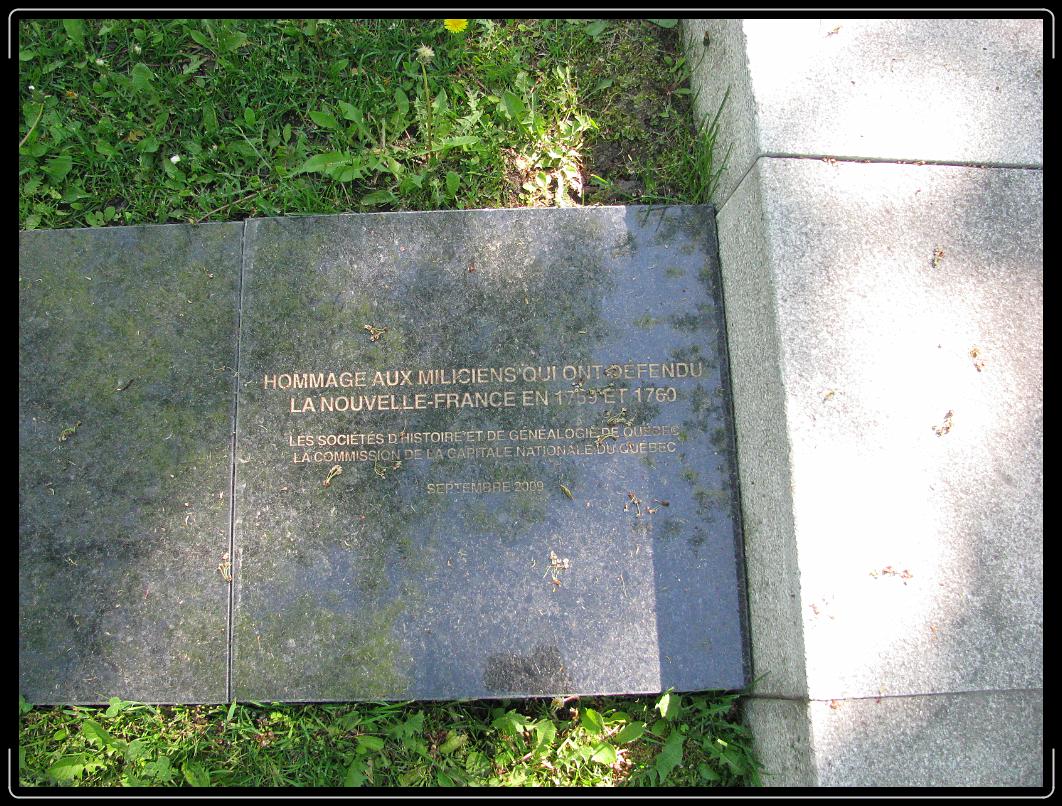 HOMMAGE AUX MILICIENS QUI ONT DÉFENDU
LA NOUVELLE-FRANCE EN 1759 ET 1760
LES SOCIÉTÉS D'HISTOIRE ET DE GÉNÉALOGIE DE QUÉBEC
LA COMMISSION DE LA CAPITALE NATIONALE DU QUÉBEC
SEPTEMBRE 2009